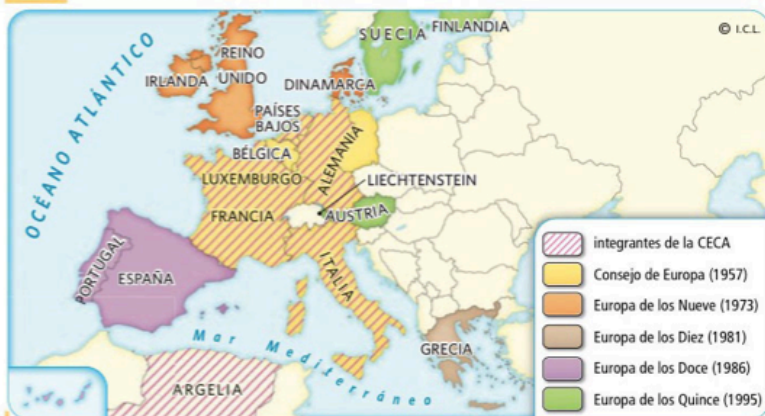 © I.C.L.
SUECIA
FINLANDIA
OCÉANO ATLÁNTICO
REINO
UNIDO
IRLANDA
DINAMARCA
PAÍSES
BAJOS
BÉLGICA
ALEMANIA
LUXEMBURGO
LIECHTENSTEIN
FRANCIA
AUSTRIA
PORTUGAL
ESPAÑA
ITALIA
Mar Mediterráneo
GRECIA
ARGELIA
integrantes de la CECA
Consejo de Europa (1957)
Europa de los Nueve (1973)
Europa de los Diez (1981)
Europa de los Doce (1986)
Europa de los Quince (1995)